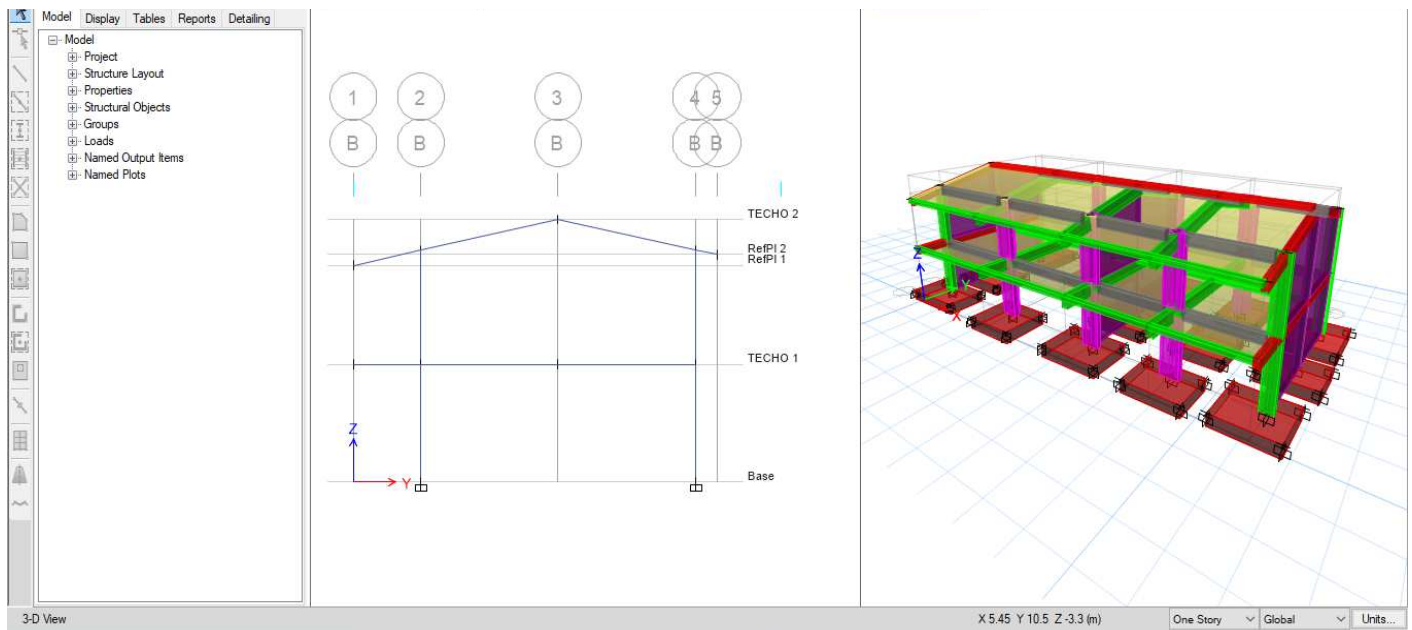 Model Display Tables Reports Detailing
Model
Project
Structure Layout
Properties
Structural Objects
Groups
Loads
Named Output Items
Named Plots
1 2 3 4 5
B B B B B
TECHO 2
RefPl 2
RefPl 1
TECHO 1
Z
Y
Base
Z
Y
X
3-D View X 5.45 Y 10.5 Z -3.3 (m) One Story Global Units...